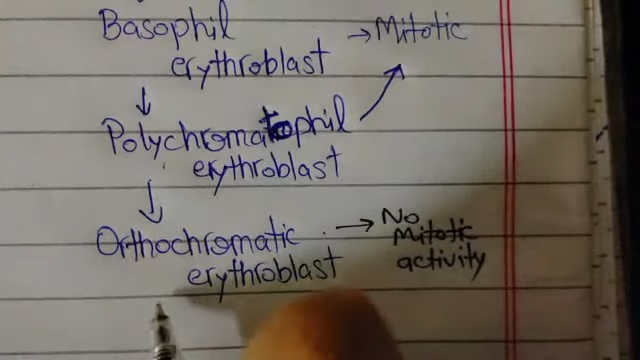 Basophil → Mitotic
erythroblast
↓
Polychromatophil
erythroblast
↓
Orthochromatic → No
Mitotic
erythroblast activity